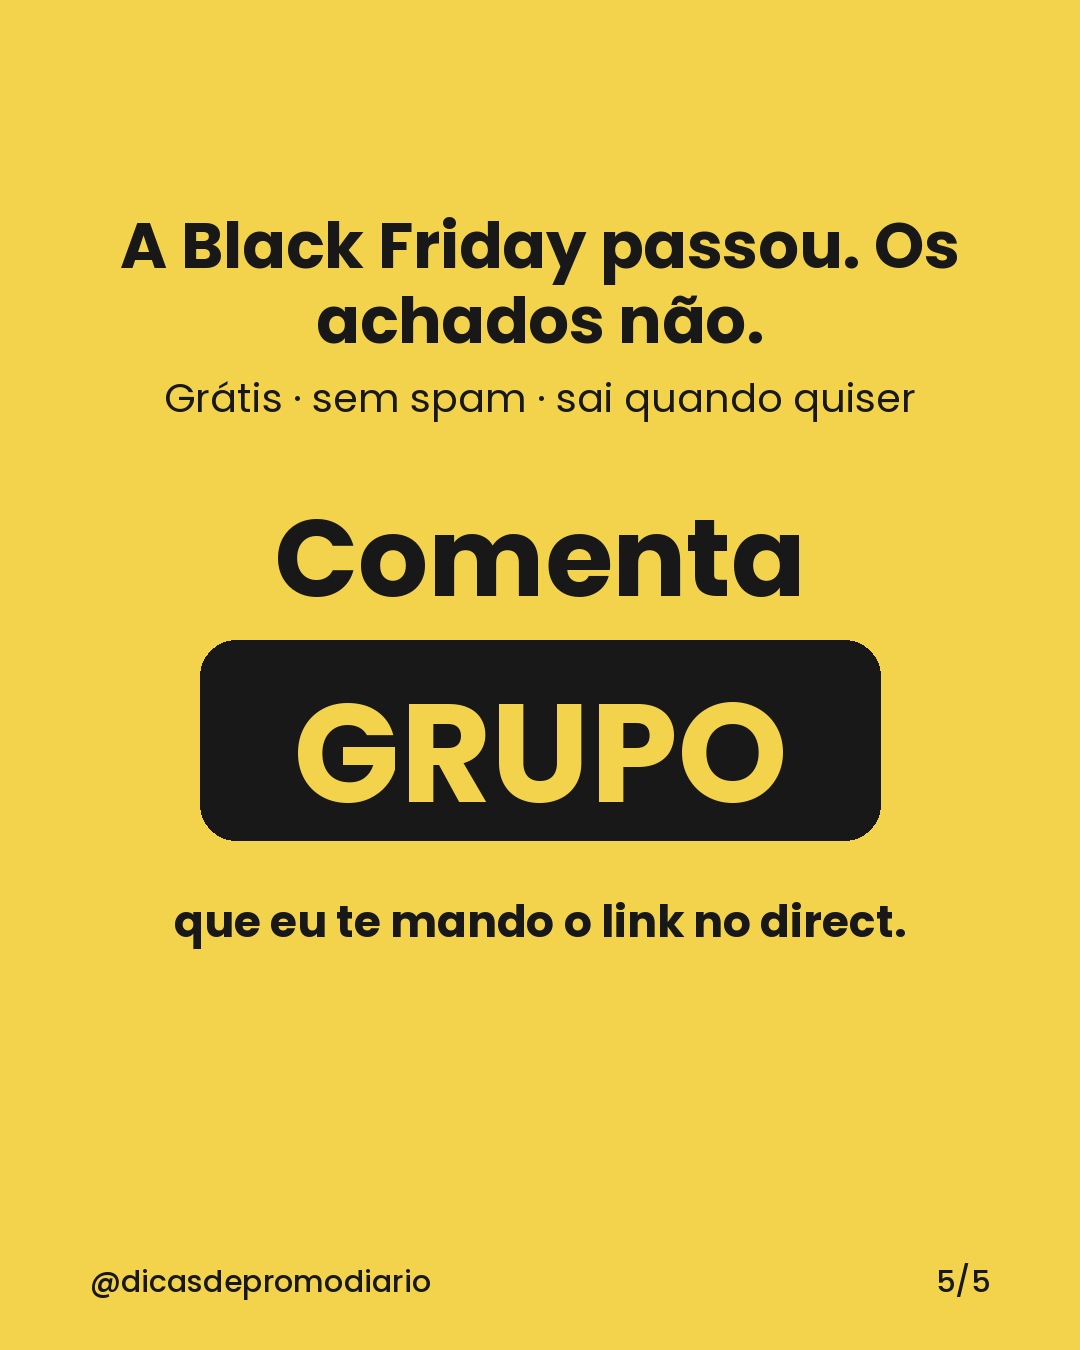 A Black Friday passou. Os
achados não.
Grátis · sem spam · sai quando quiser
Comenta
GRUPO
que eu te mando o link no direct.
@dicasdepromodiario
5/5